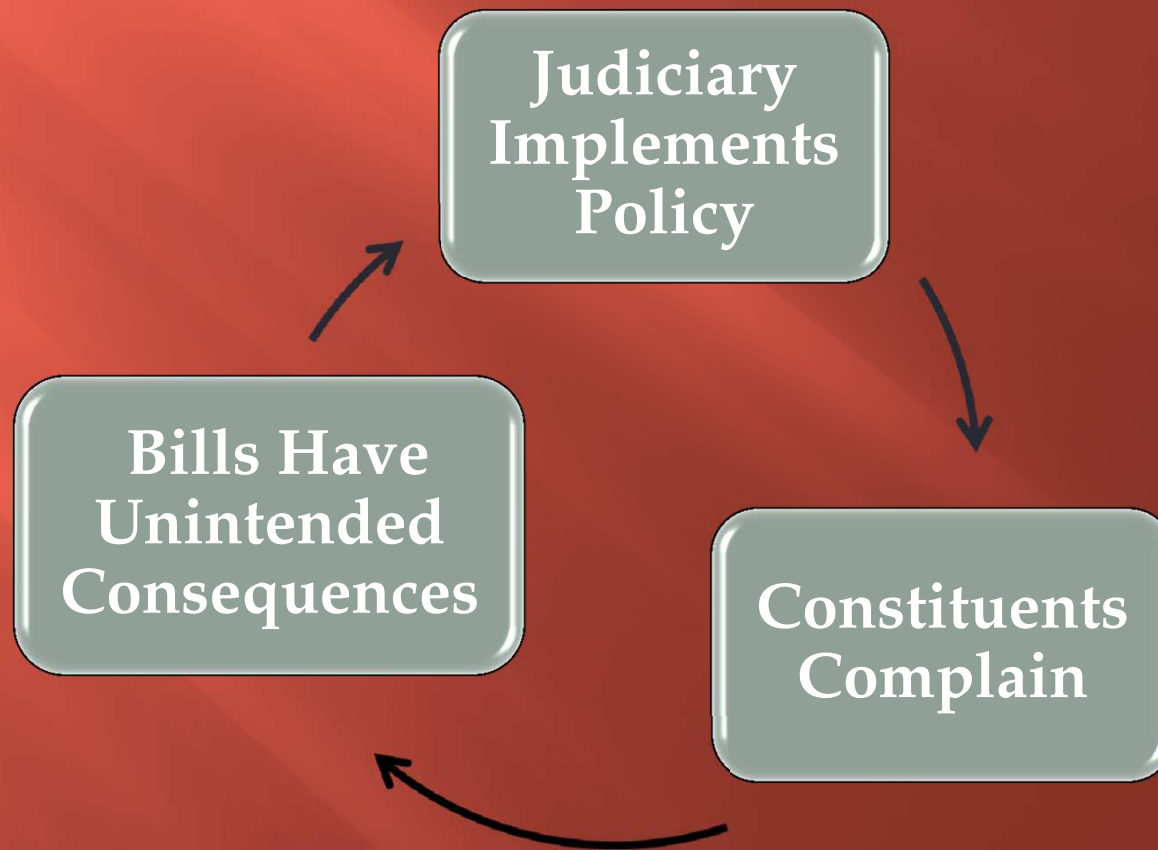 Judiciary
Implements
Policy
Bills Have
Unintended
Consequences
Constituents
Complain